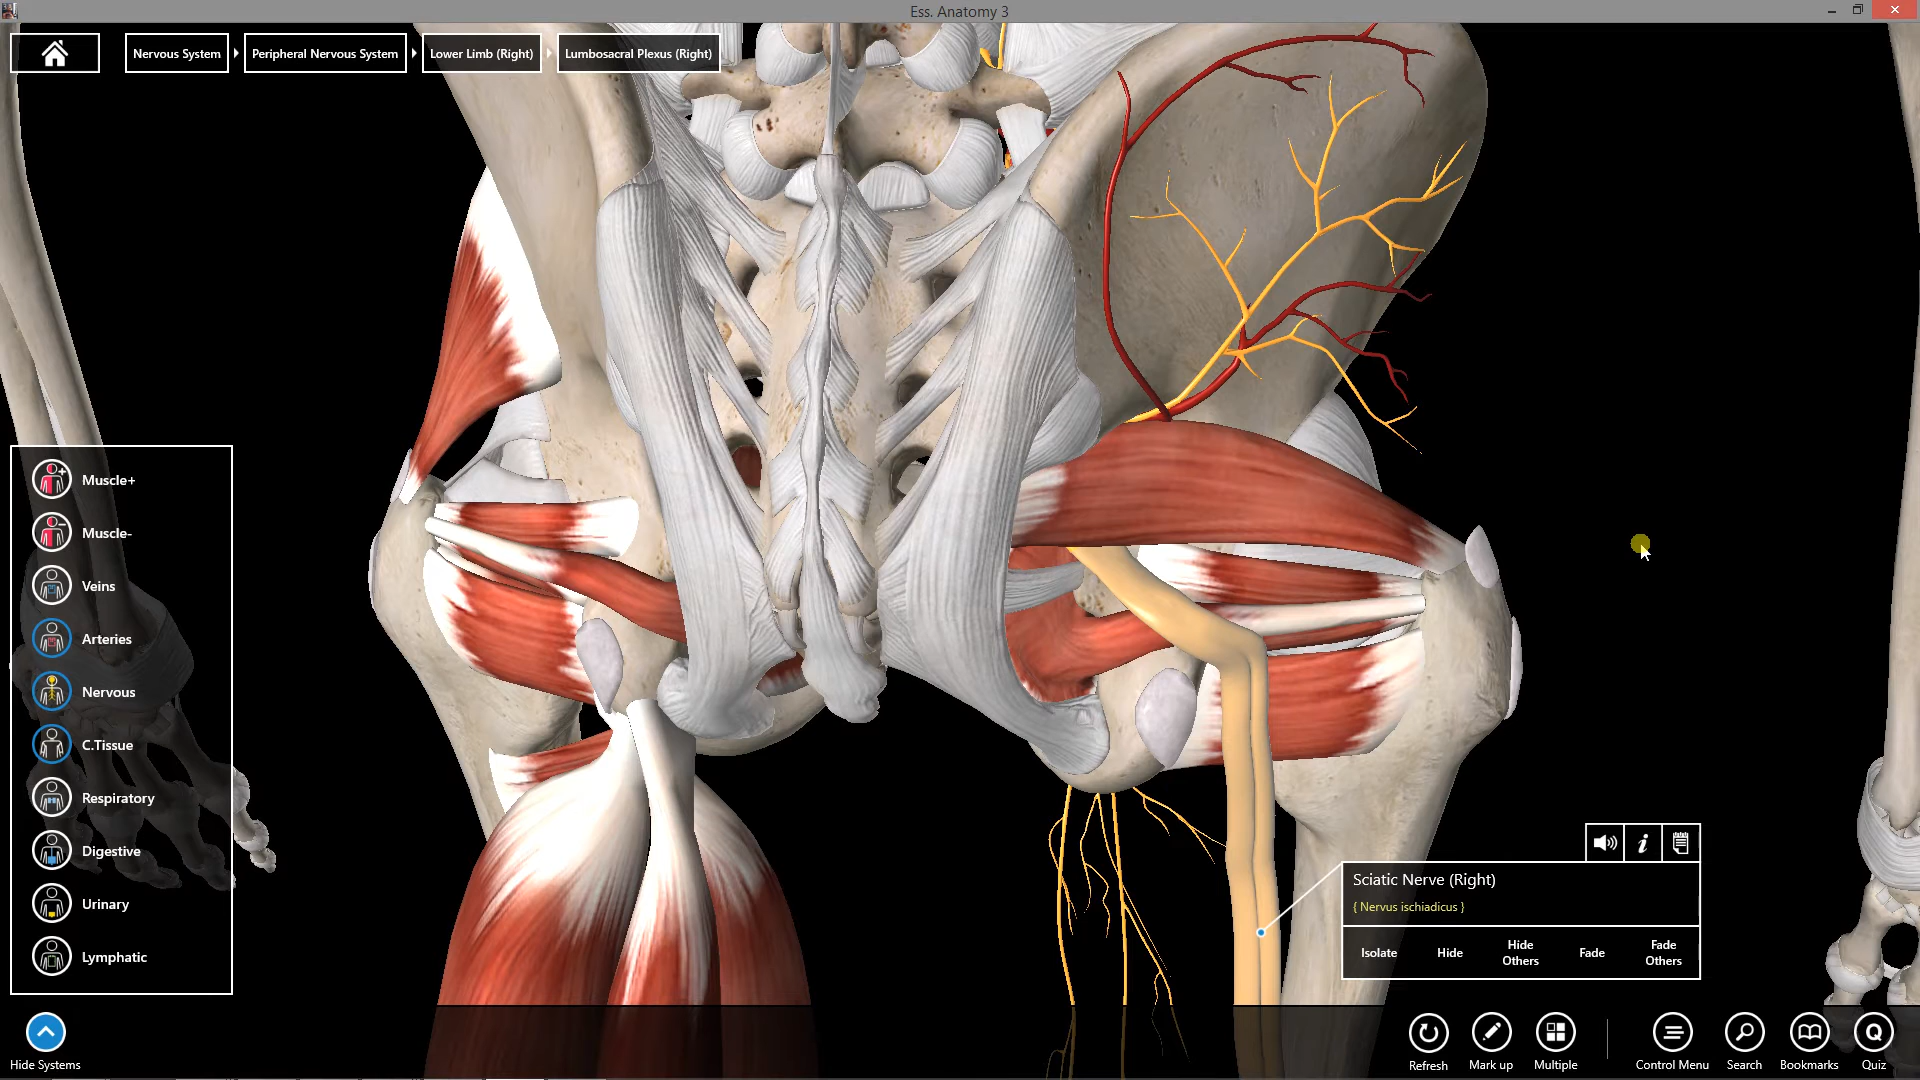 Ess. Anatomy 3
Nervous System
Peripheral Nervous System
Lower Limb (Right)
Lumbosacral Plexus (Right)
Muscle+
Muscle-
Veins
Arteries
Nervous
C.Tissue
Respiratory
Digestive
Urinary
Lymphatic
Hide Systems
Sciatic Nerve (Right)
{ Nervus ischiadicus }
Isolate
Hide
Hide
Others
Fade
Fade
Others
Refresh
Mark up
Multiple
Control Menu
Search
Bookmarks
Q
Quiz